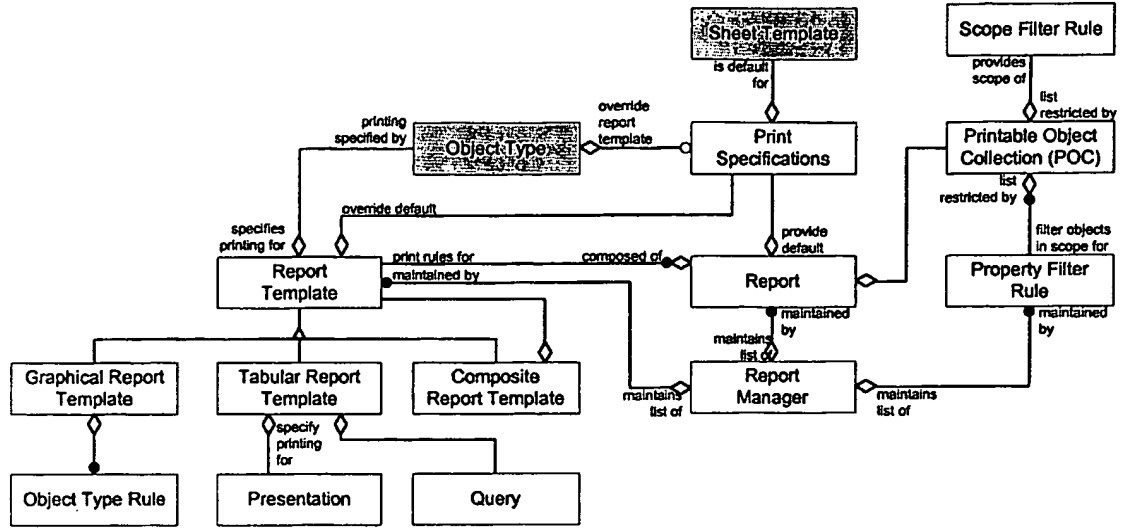 Sheet Template
Scope Filter Rule
is default
for
provides
scope of
list
restricted by
printing
specified by
override
report
template
Object Type
Print
Specifications
Printable Object
Collection (POC)
list
restricted by
override default
specifies
printing for
provide
default
filter objects
in scope for
print rules for
composed of
maintained by
Report
Template
Report
Property Filter
Rule
maintained
by
maintained
by
maintains
list of
Graphical Report
Template
Tabular Report
Template
Composite
Report Template
Report
Manager
maintains
list of
maintains
list of
specify
printing
for
Object Type Rule
Presentation
Query